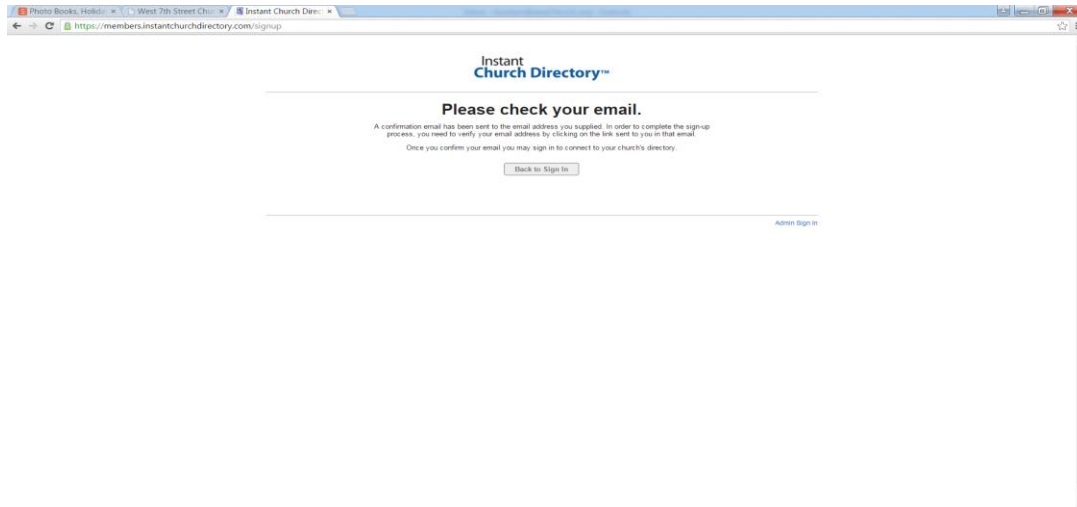 Photo Books, Holida
West 7th Street Chu
Instant Church Direc
https://members.instantchurchdirectory.com/signup
Instant
Church Directory™
Please check your email.
A confirmation email has been sent to the email address you supplied. In order to complete the sign-up
process, you need to verify your email address by clicking on the link sent to you in that email.
Once you confirm your email you may sign in to connect to your church's directory.
Back to Sign In
Admin Sign In